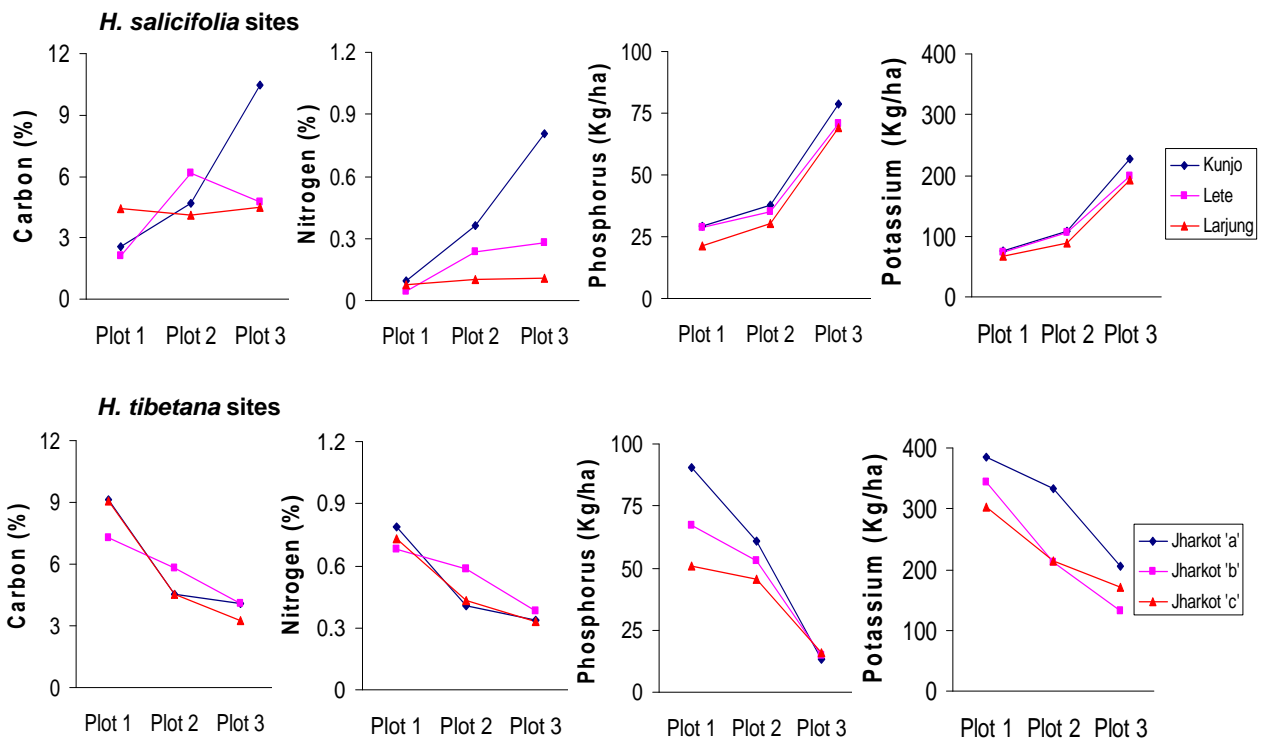 H. salicifolia sites
Carbon (%)
12
9
6
3
0
Plot 1 Plot 2 Plot 3
Nitrogen (%)
1.2
0.9
0.6
0.3
0
Plot 1 Plot 2 Plot 3
Phosphorus (Kg/ha)
100
75
50
25
0
Plot 1 Plot 2 Plot 3
Potassium (Kg/ha)
400
300
200
100
0
Plot 1 Plot 2 Plot 3
Kunjo
Lete
Larjung
H. tibetana sites
Carbon (%)
12
9
6
3
0
Plot 1 Plot 2 Plot 3
Nitrogen (%)
1.2
0.9
0.6
0.3
0
Plot 1 Plot 2 Plot 3
Phosphorus (Kg/ha)
100
75
50
25
0
Plot 1 Plot 2 Plot 3
Potassium (Kg/ha)
400
300
200
100
0
Plot 1 Plot 2 Plot 3
Jharkot 'a'
Jharkot 'b'
Jharkot 'c'